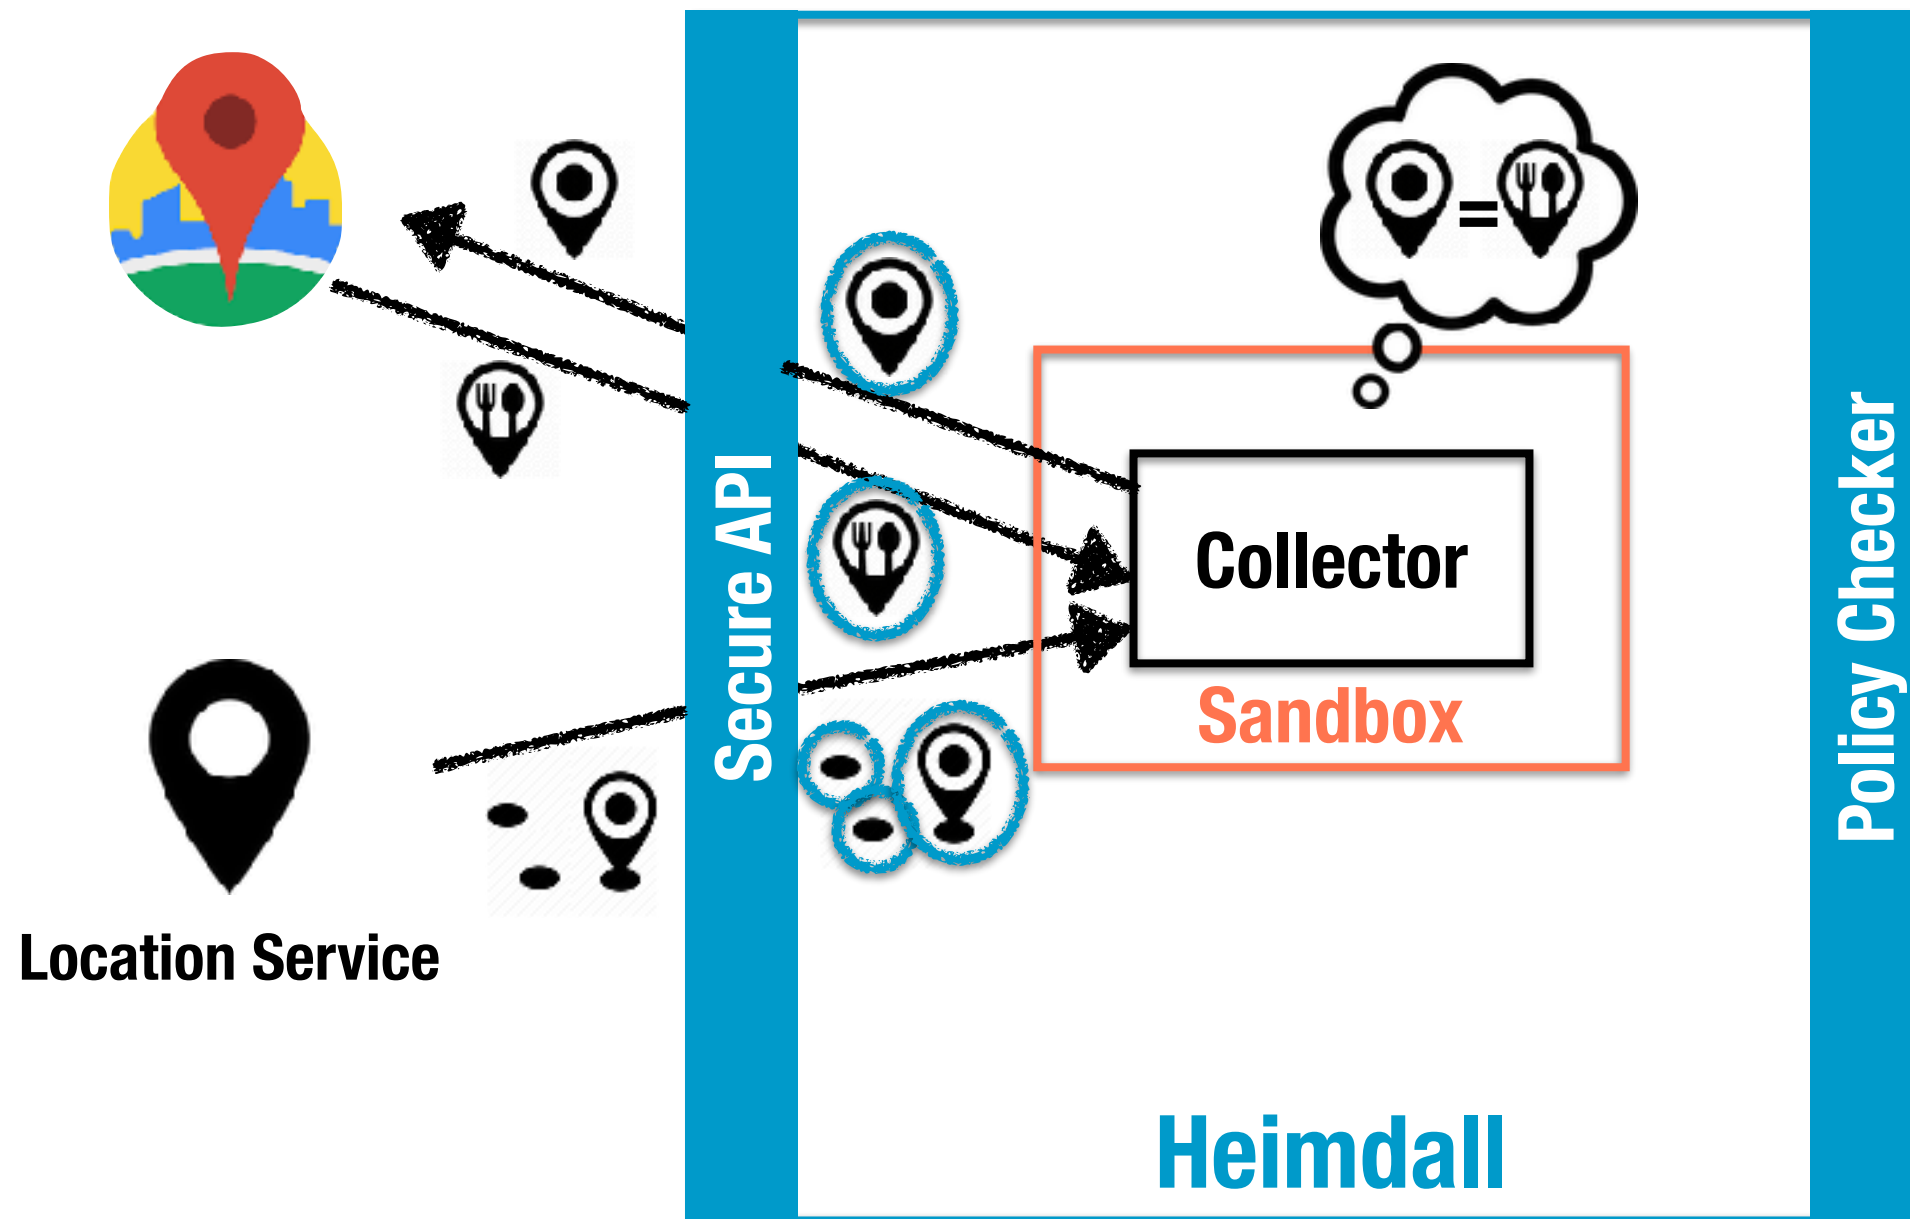 Secure API
Collector
Sandbox
Policy Checker
=
Location Service
Heimdall